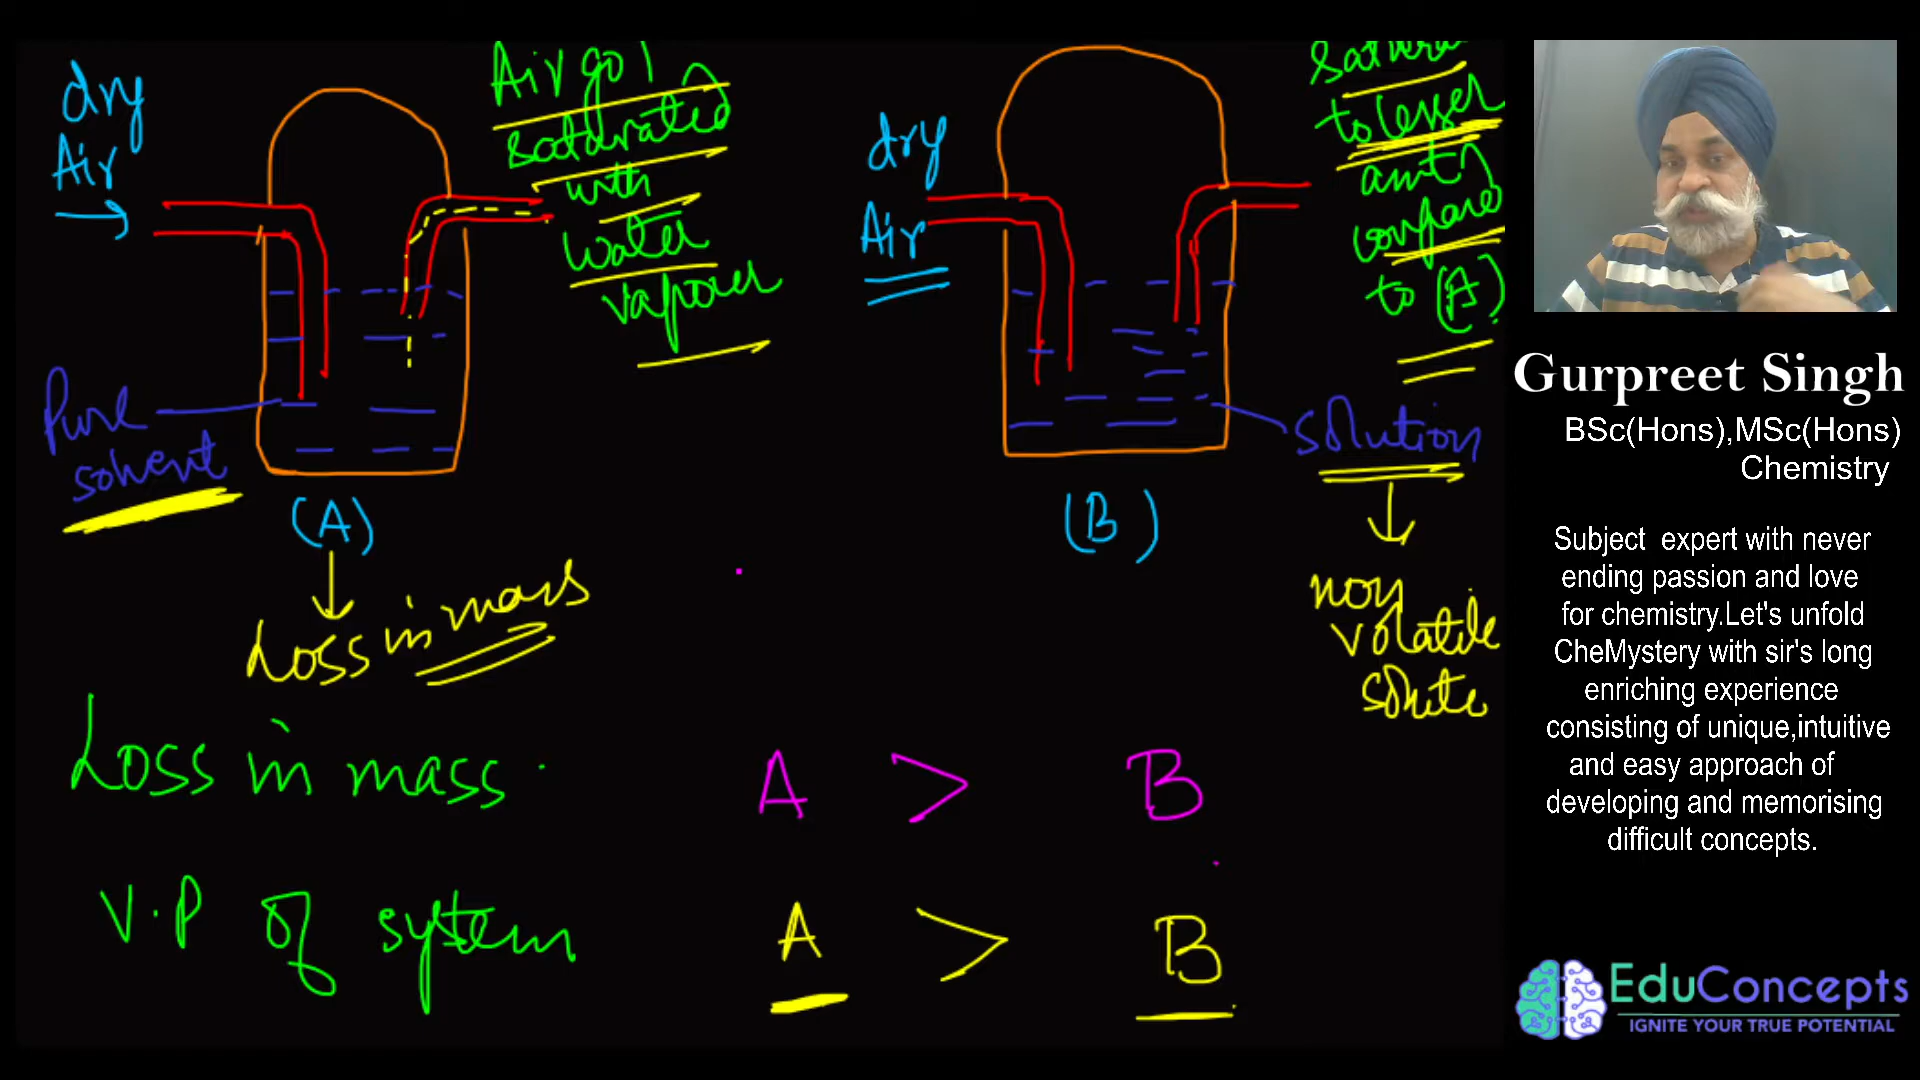 dry
Air
Air go
saturated
with
water
vapour
Pure
solvent
(A)
Loss in mass
dry
Air
to lesser
amt
compare
to (A)
solution
(B)
non
volatile
solute
Loss in mass
A > B
V.P of system
A > B
Gurpreet Singh
BSc(Hons),MSc(Hons)
Chemistry
Subject expert with never
ending passion and love
for chemistry.Let's unfold
CheMystery with sir's long
enriching experience
consisting of unique,intuitive
and easy approach of
developing and memorising
difficult concepts.
EduConcepts
IGNITE YOUR TRUE POTENTIAL